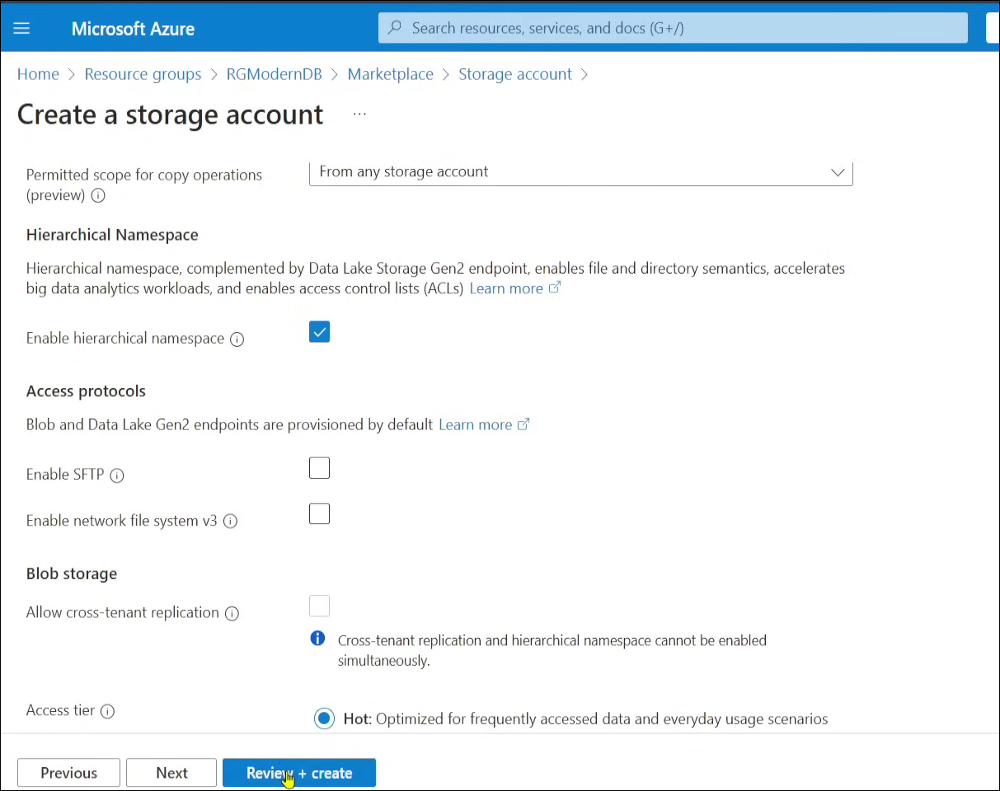 Microsoft Azure
Search resources, services, and docs (G+/)
Home > Resource groups > RGModernDB > Marketplace > Storage account >
Create a storage account ...
Permitted scope for copy operations
(preview)
From any storage account
Hierarchical Namespace
Hierarchical namespace, complemented by Data Lake Storage Gen2 endpoint, enables file and directory semantics, accelerates
big data analytics workloads, and enables access control lists (ACLs) Learn more
Enable hierarchical namespace
Access protocols
Blob and Data Lake Gen2 endpoints are provisioned by default Learn more
Enable SFTP
Enable network file system v3
Blob storage
Allow cross-tenant replication
Cross-tenant replication and hierarchical namespace cannot be enabled
simultaneously.
Access tier
Hot: Optimized for frequently accessed data and everyday usage scenarios
Previous
Next
Review + create